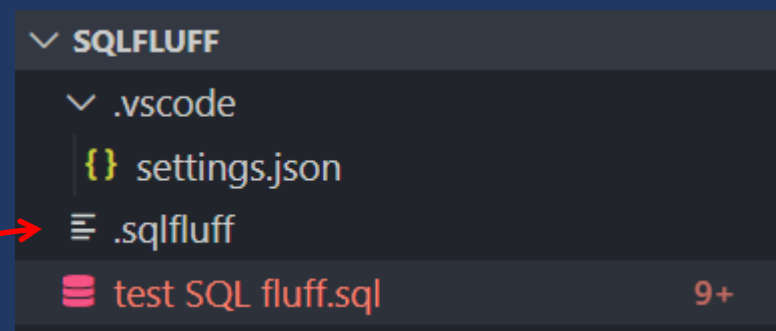 SQLFLUFF
.vscode
{} settings.json
.sqlfluff
test SQL fluff.sql 9+